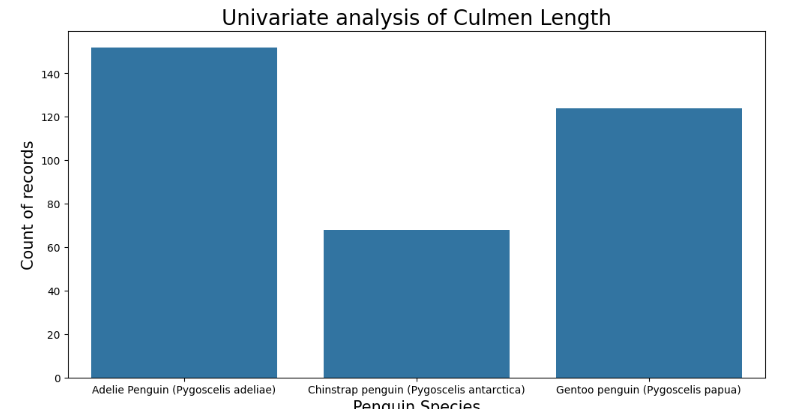 Univariate analysis of Culmen Length
Count of records
140
120
100
80
60
40
20
0
Adelie Penguin (Pygoscelis adeliae)
Chinstrap penguin (Pygoscelis antarctica)
Gentoo penguin (Pygoscelis papua)
Penguin Species